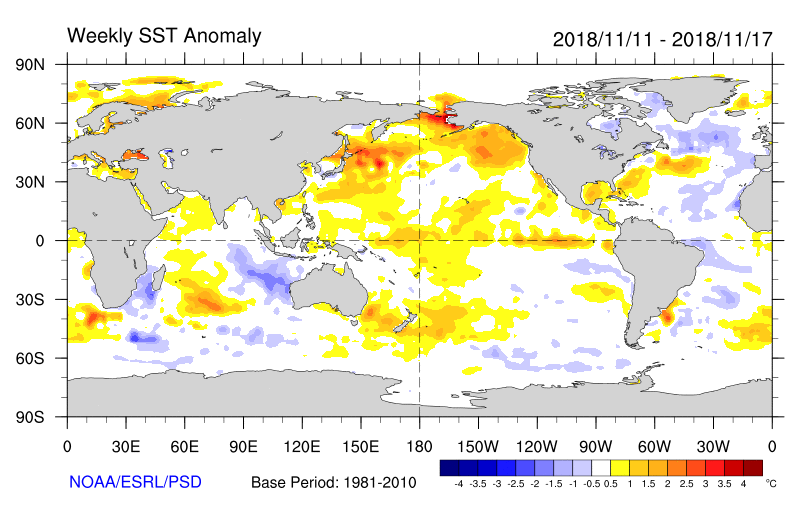 Weekly SST Anomaly
2018/11/11 - 2018/11/17
90N
60N
30N
0
30S
60S
90S
0 30E 60E 90E 120E 150E 180 150W 120W 90W 60W 30W 0
NOAA/ESRL/PSD
Base Period: 1981-2010
-4 -3.5 -3 -2.5 -2 -1.5 -1 -0.5 0.5 1 1.5 2 2.5 3 3.5 4 °C